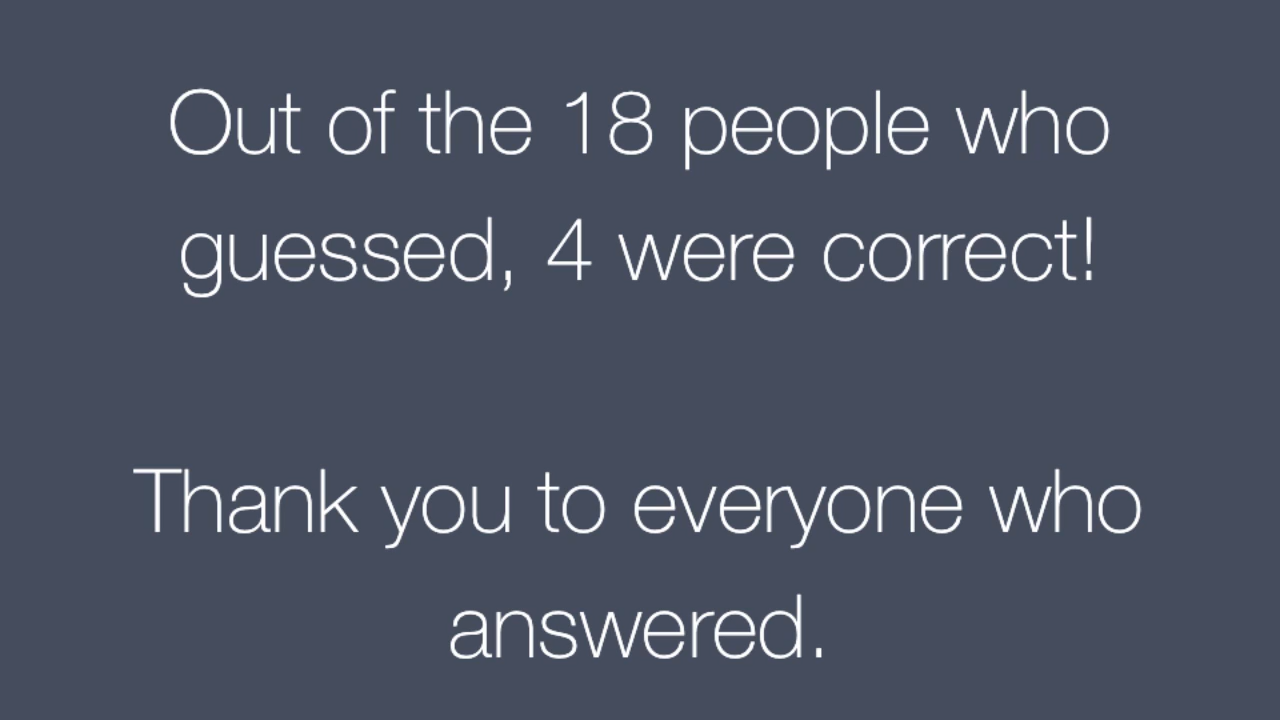 Out of the 18 people who
guessed, 4 were correct!
Thank you to everyone who
answered.